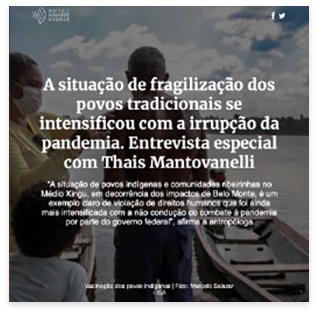 A situação de fragilização dos
povos tradicionais se
intensificou com a irrupção da
pandemia. Entrevista especial
com Thais Mantovanelli
"A situação de povos indígenas e comunidades ribeirinhas no
Médio Xingu, em decorrência dos impactos de Belo Monte, é um
exemplo claro de violação de direitos humanos que foi ainda
mais intensificada com a não condução do combate à pandemia
por parte do governo federal", afirma a antropóloga
Vacinação dos povos indígenas | Foto: Marcelo Salazar
- ISA